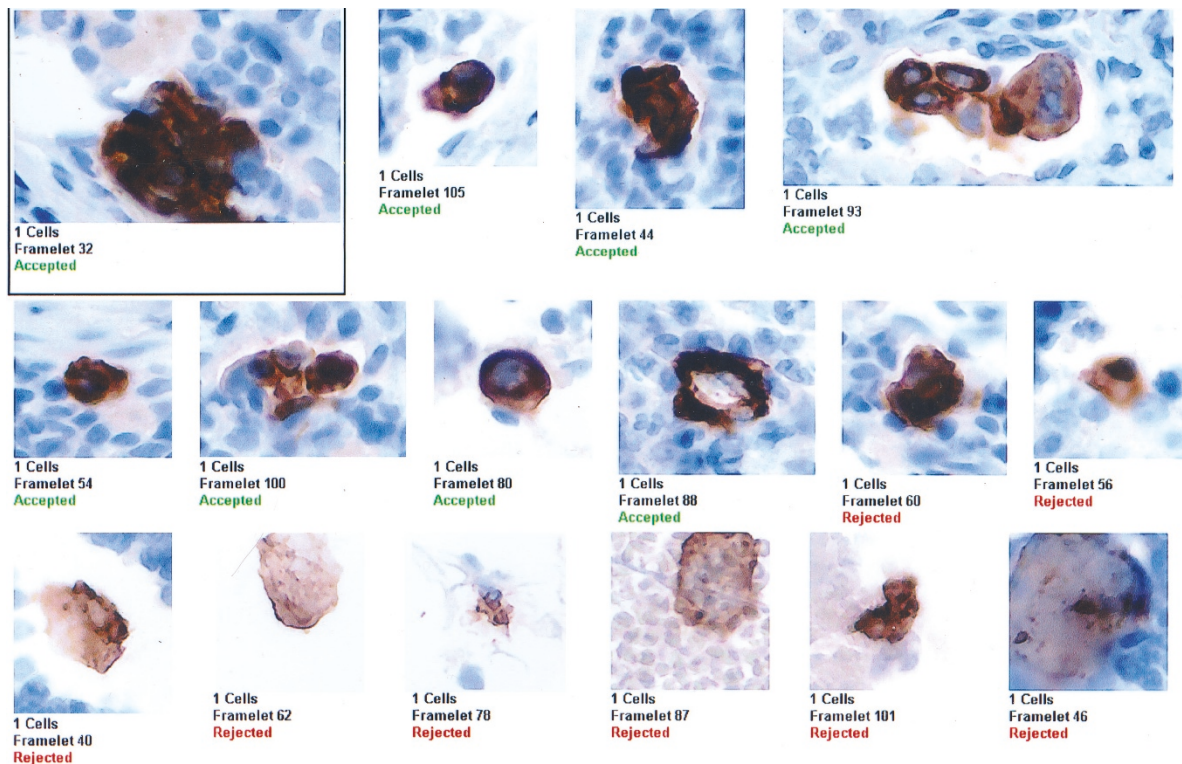 1 Cells
Framelet 32
Accepted
1 Cells
Framelet 105
Accepted
1 Cells
Framelet 44
Accepted
1 Cells
Framelet 93
Accepted
1 Cells
Framelet 54
Accepted
1 Cells
Framelet 100
Accepted
1 Cells
Framelet 80
Accepted
1 Cells
Framelet 88
Accepted
1 Cells
Framelet 60
Rejected
1 Cells
Framelet 56
Rejected
1 Cells
Framelet 40
Rejected
1 Cells
Framelet 62
Rejected
1 Cells
Framelet 78
Rejected
1 Cells
Framelet 87
Rejected
1 Cells
Framelet 101
Rejected
1 Cells
Framelet 46
Rejected